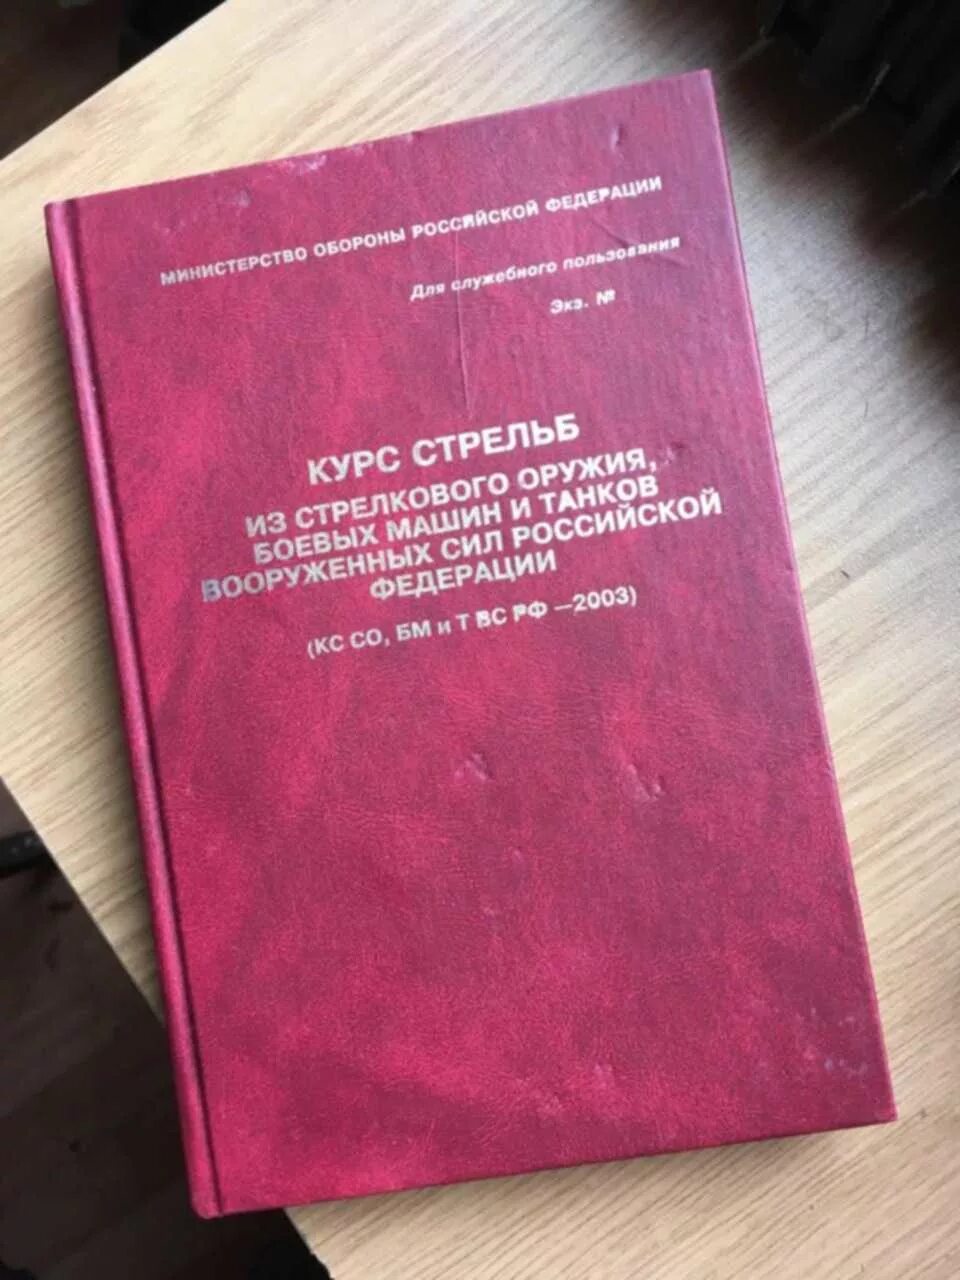 МИНИСТЕРСТВО ОБОРОНЫ РОССИЙСКОЙ ФЕДЕРАЦИИ
Для служебного пользования
Экз. №
КУРС СТРЕЛЬБ
ИЗ СТРЕЛКОВОГО ОРУЖИЯ,
БОЕВЫХ МАШИН И ТАНКОВ
ВООРУЖЕННЫХ СИЛ РОССИЙСКОЙ
ФЕДЕРАЦИИ
(КС СО, БМ и Т ВС РФ —2003)